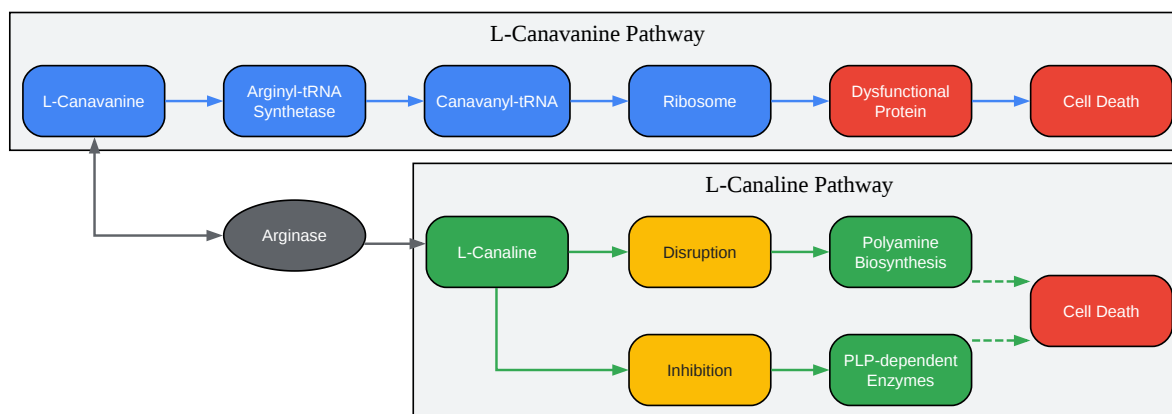 L-Canavanine Pathway
L-Canavanine
Arginyl-tRNA
Synthetase
Canavanyl-tRNA
Ribosome
Dysfunctional
Protein
Cell Death
L-Canaline Pathway
Arginase
L-Canaline
Disruption
Polyamine
Biosynthesis
Cell Death
Inhibition
PLP-dependent
Enzymes